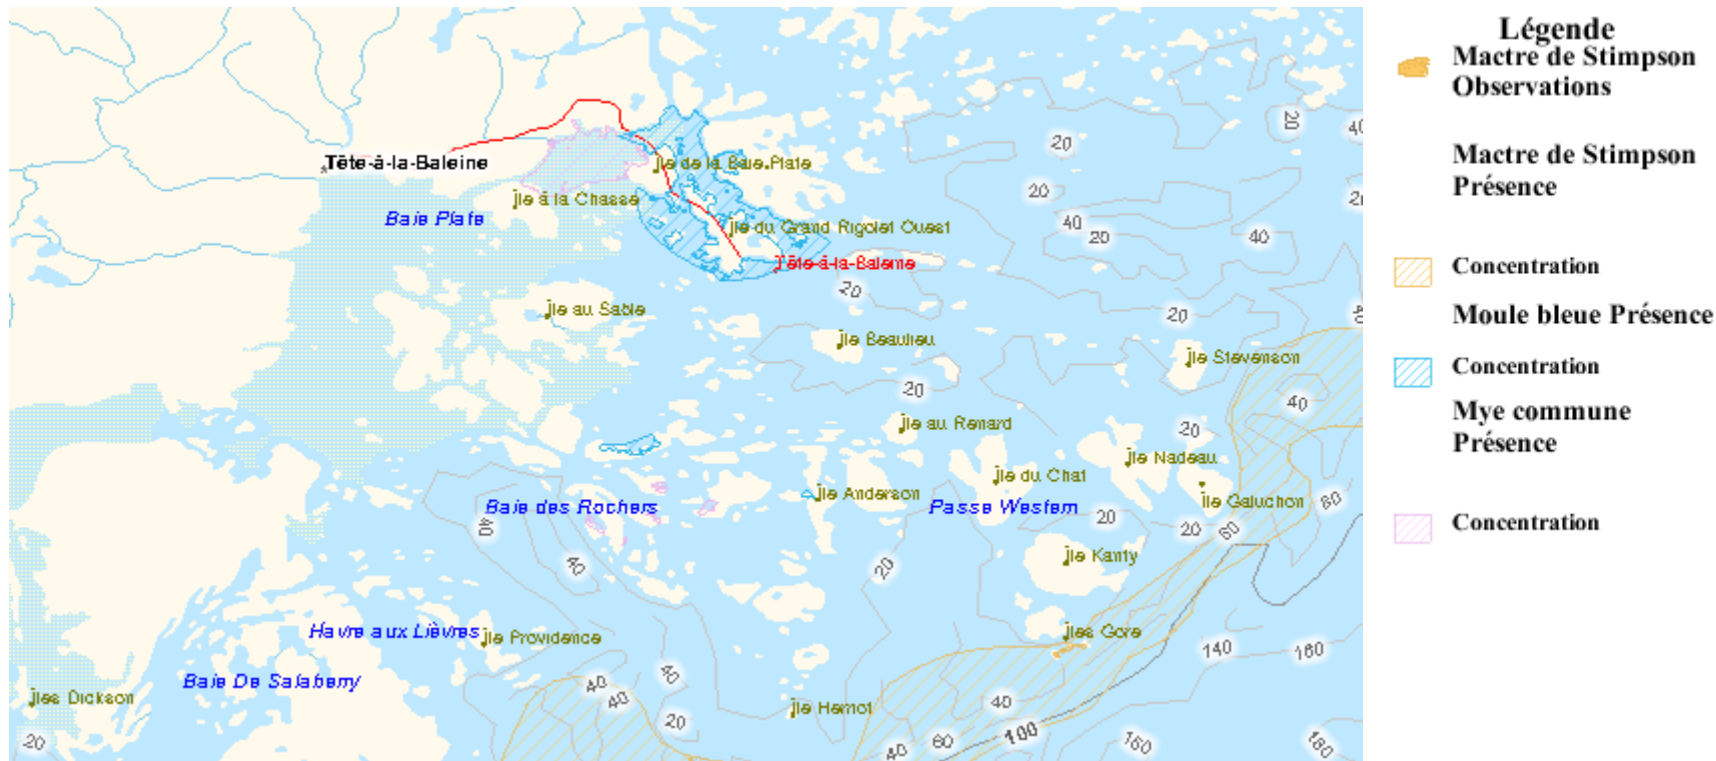 Légende
Mactre de Stimpson
Observations
Mactre de Stimpson
Présence
Concentration
Moule bleue Présence
Concentration
Mye commune
Présence
Concentration
20
40
20
Tête-à-la-Baleine
Île de la Baie-Plate
20
Île à la Chasse
Baie Plate
40
20
40
Île du Grand Rigolet Ouest
Tête-à-la-Baleine
20
Île au Sable
20
Île Beaulieu
Île Stevenson
20
40
Île au Renard
20
Île Nadeau
Île du Chat
Île Anderson
Île Galuchon
80
Baie des Rochers
Passe Western
20
20
60
40
40
20
Île Kanty
Havre aux Lièvres
Île Providence
Îles Gore
140
160
Baie De Salaberry
40
40
40
Îles Dickson
Île Hernot
40
20
100
20
40
60
160
180